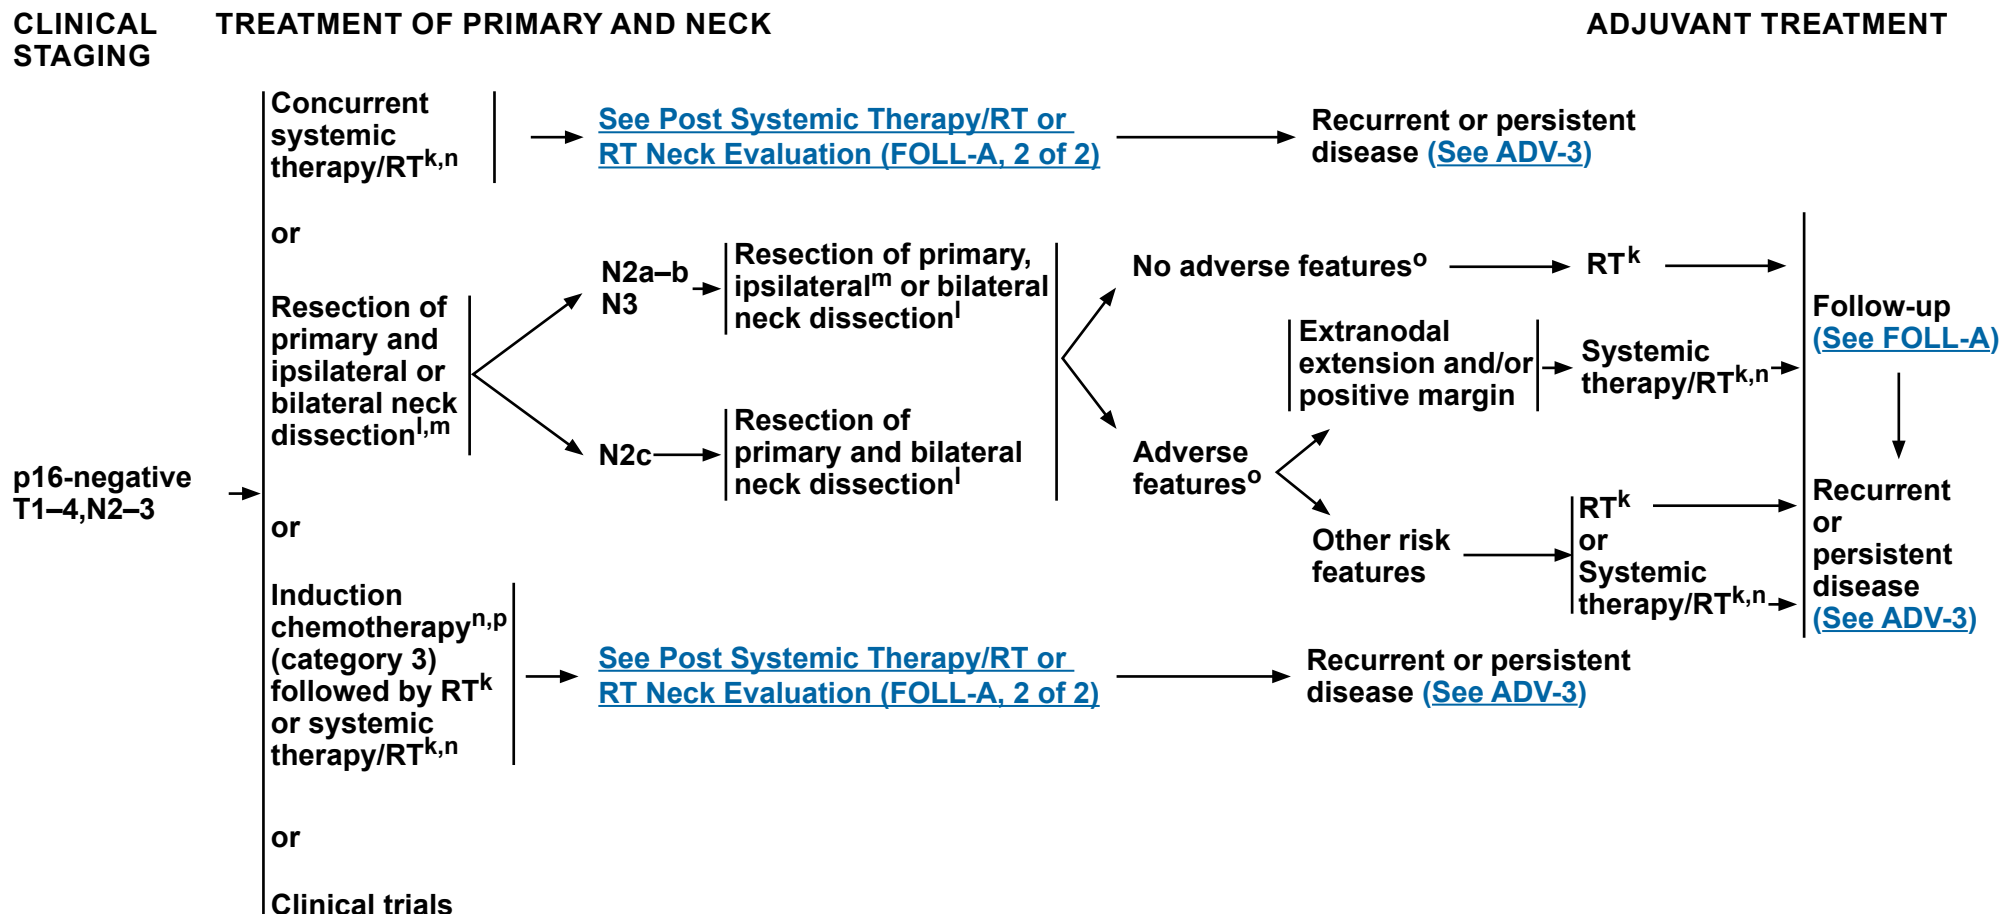 CLINICAL
STAGING
TREATMENT OF PRIMARY AND NECK
ADJUVANT TREATMENT
p16-negative
T1–4,N2–3
Concurrent
systemic
therapy/RTk,n
See Post Systemic Therapy/RT or
RT Neck Evaluation (FOLL-A, 2 of 2)
Recurrent or persistent
disease (See ADV-3)
or
Resection of
primary and
ipsilateral or
bilateral neck
dissectionl,m
N2a–b
N3
Resection of primary,
ipsilateralm or bilateral
neck dissectionl
N2c
Resection of
primary and bilateral
neck dissectionl
No adverse featureso
RTk
Adverse
featureso
Extranodal
extension and/or
positive margin
Systemic
therapy/RTk,n
Other risk
features
RTk
or
Systemic
therapy/RTk,n
Follow-up
(See FOLL-A)
Recurrent
or
persistent
disease
(See ADV-3)
or
Induction
chemotherapyn,p
(category 3)
followed by RTk
or systemic
therapy/RTk,n
See Post Systemic Therapy/RT or
RT Neck Evaluation (FOLL-A, 2 of 2)
Recurrent or persistent
disease (See ADV-3)
or
Clinical trials